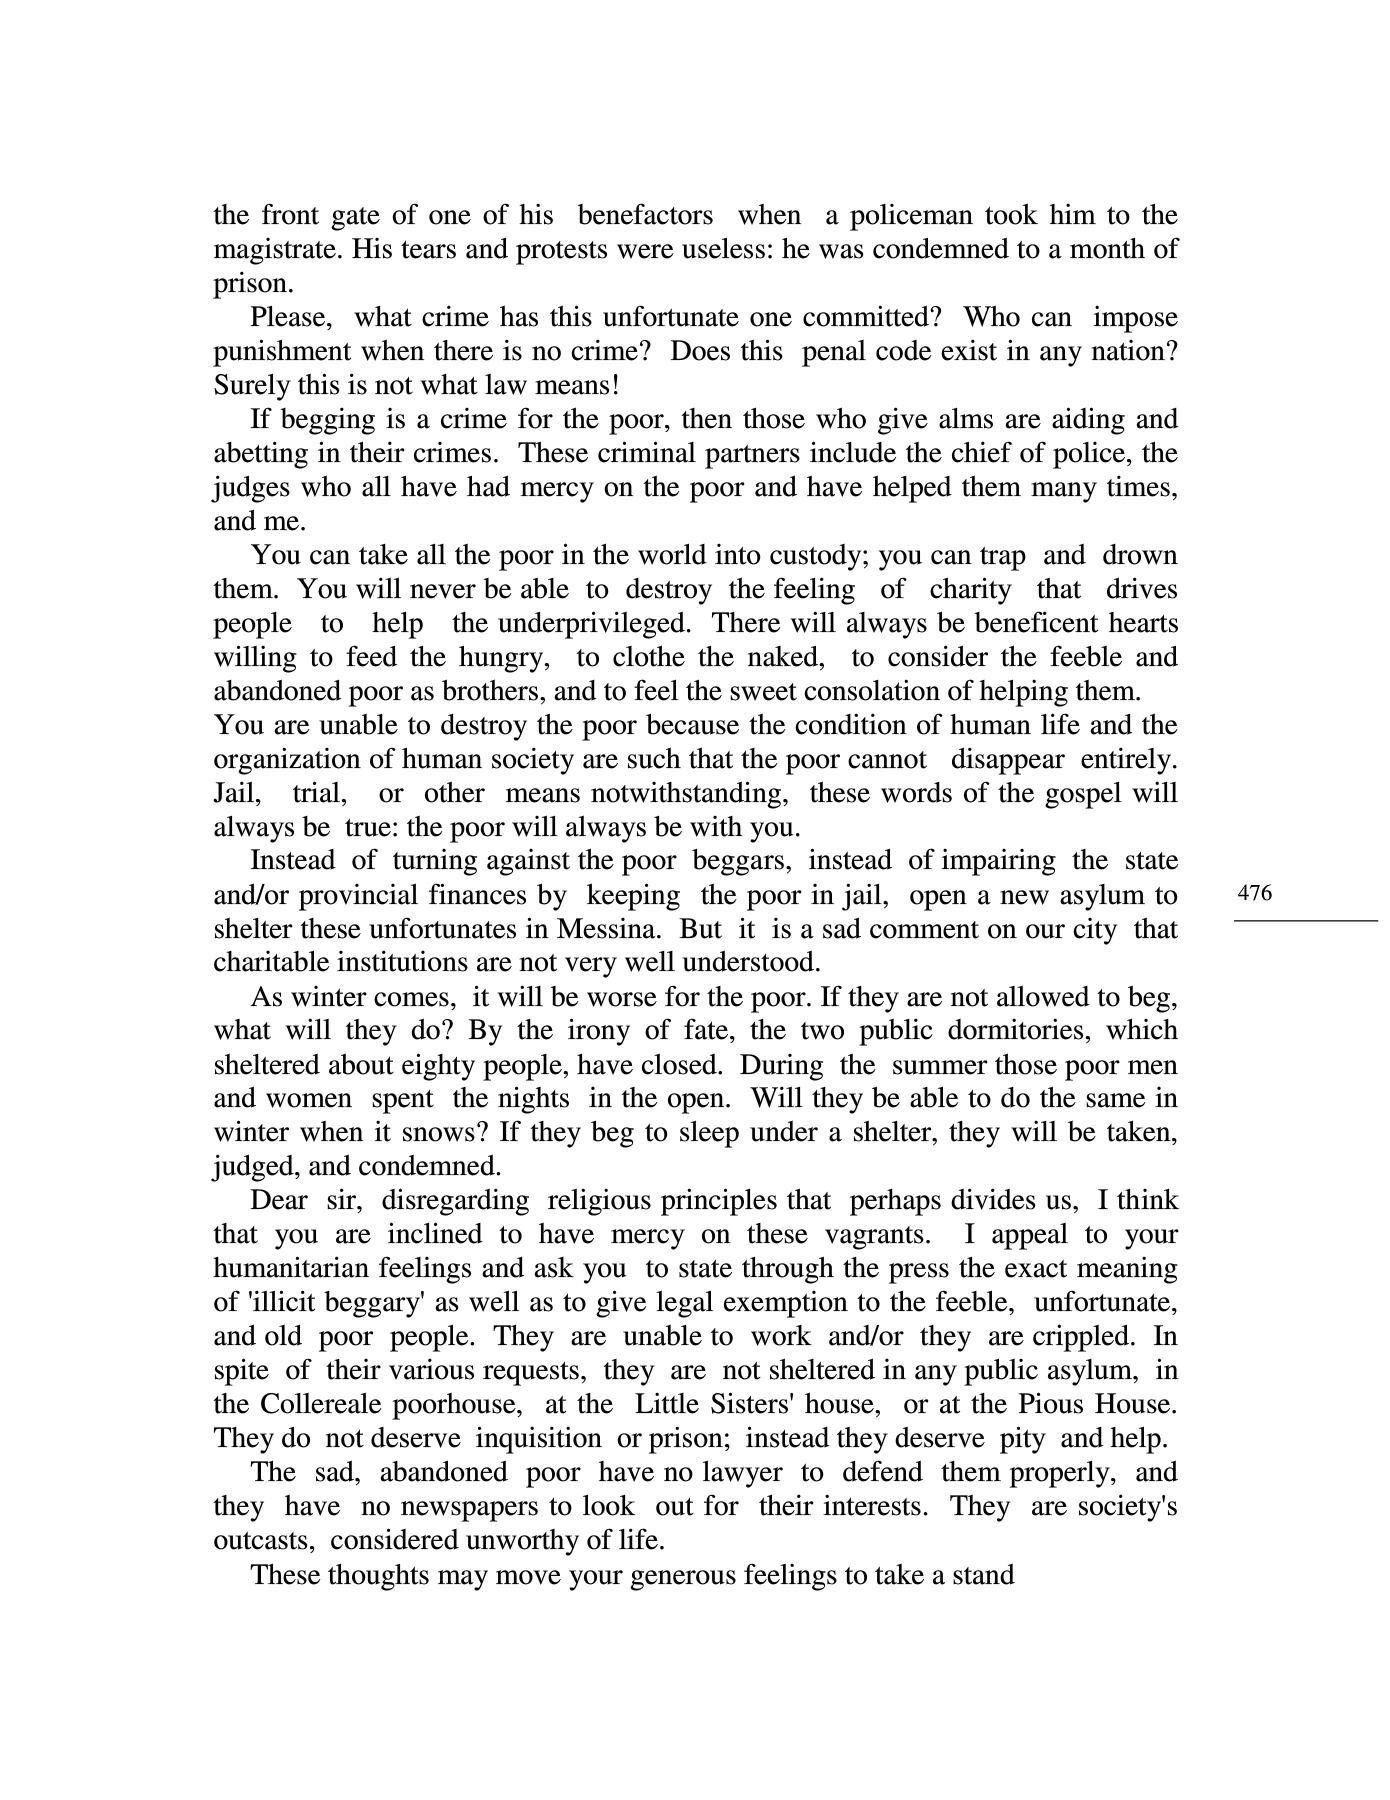 the front gate of one of his benefactors when a policeman took him to the
magistrate. His tears and protests were useless: he was condemned to a month of
prison.
Please, what crime has this unfortunate one committed? Who can impose
punishment when there is no crime? Does this penal code exist in any nation?
Surely this is not what law means!
If begging is a crime for the poor, then those who give alms are aiding and
abetting in their crimes. These criminal partners include the chief of police, the
judges who all have had mercy on the poor and have helped them many times,
and me.
You can take all the poor in the world into custody; you can trap and drown
them. You will never be able to destroy the feeling of charity that drives
people to help the underprivileged. There will always be beneficent hearts
willing to feed the hungry, to clothe the naked, to consider the feeble and
abandoned poor as brothers, and to feel the sweet consolation of helping them.
You are unable to destroy the poor because the condition of human life and the
organization of human society are such that the poor cannot disappear entirely.
Jail, trial, or other means notwithstanding, these words of the gospel will
always be true: the poor will always be with you.
Instead of turning against the poor beggars, instead of impairing the state
and/or provincial finances by keeping the poor in jail, open a new asylum to
shelter these unfortunates in Messina. But it is a sad comment on our city that
charitable institutions are not very well understood.
As winter comes, it will be worse for the poor. If they are not allowed to beg,
what will they do? By the irony of fate, the two public dormitories, which
sheltered about eighty people, have closed. During the summer those poor men
and women spent the nights in the open. Will they be able to do the same in
winter when it snows? If they beg to sleep under a shelter, they will be taken,
judged, and condemned.
Dear sir, disregarding religious principles that perhaps divides us, I think
that you are inclined to have mercy on these vagrants. I appeal to your
humanitarian feelings and ask you to state through the press the exact meaning
of 'illicit beggary' as well as to give legal exemption to the feeble, unfortunate,
and old poor people. They are unable to work and/or they are crippled. In
spite of their various requests, they are not sheltered in any public asylum, in
the Collereale poorhouse, at the Little Sisters' house, or at the Pious House.
They do not deserve inquisition or prison; instead they deserve pity and help.
The sad, abandoned poor have no lawyer to defend them properly, and
they have no newspapers to look out for their interests. They are society's
outcasts, considered unworthy of life.
These thoughts may move your generous feelings to take a stand
476